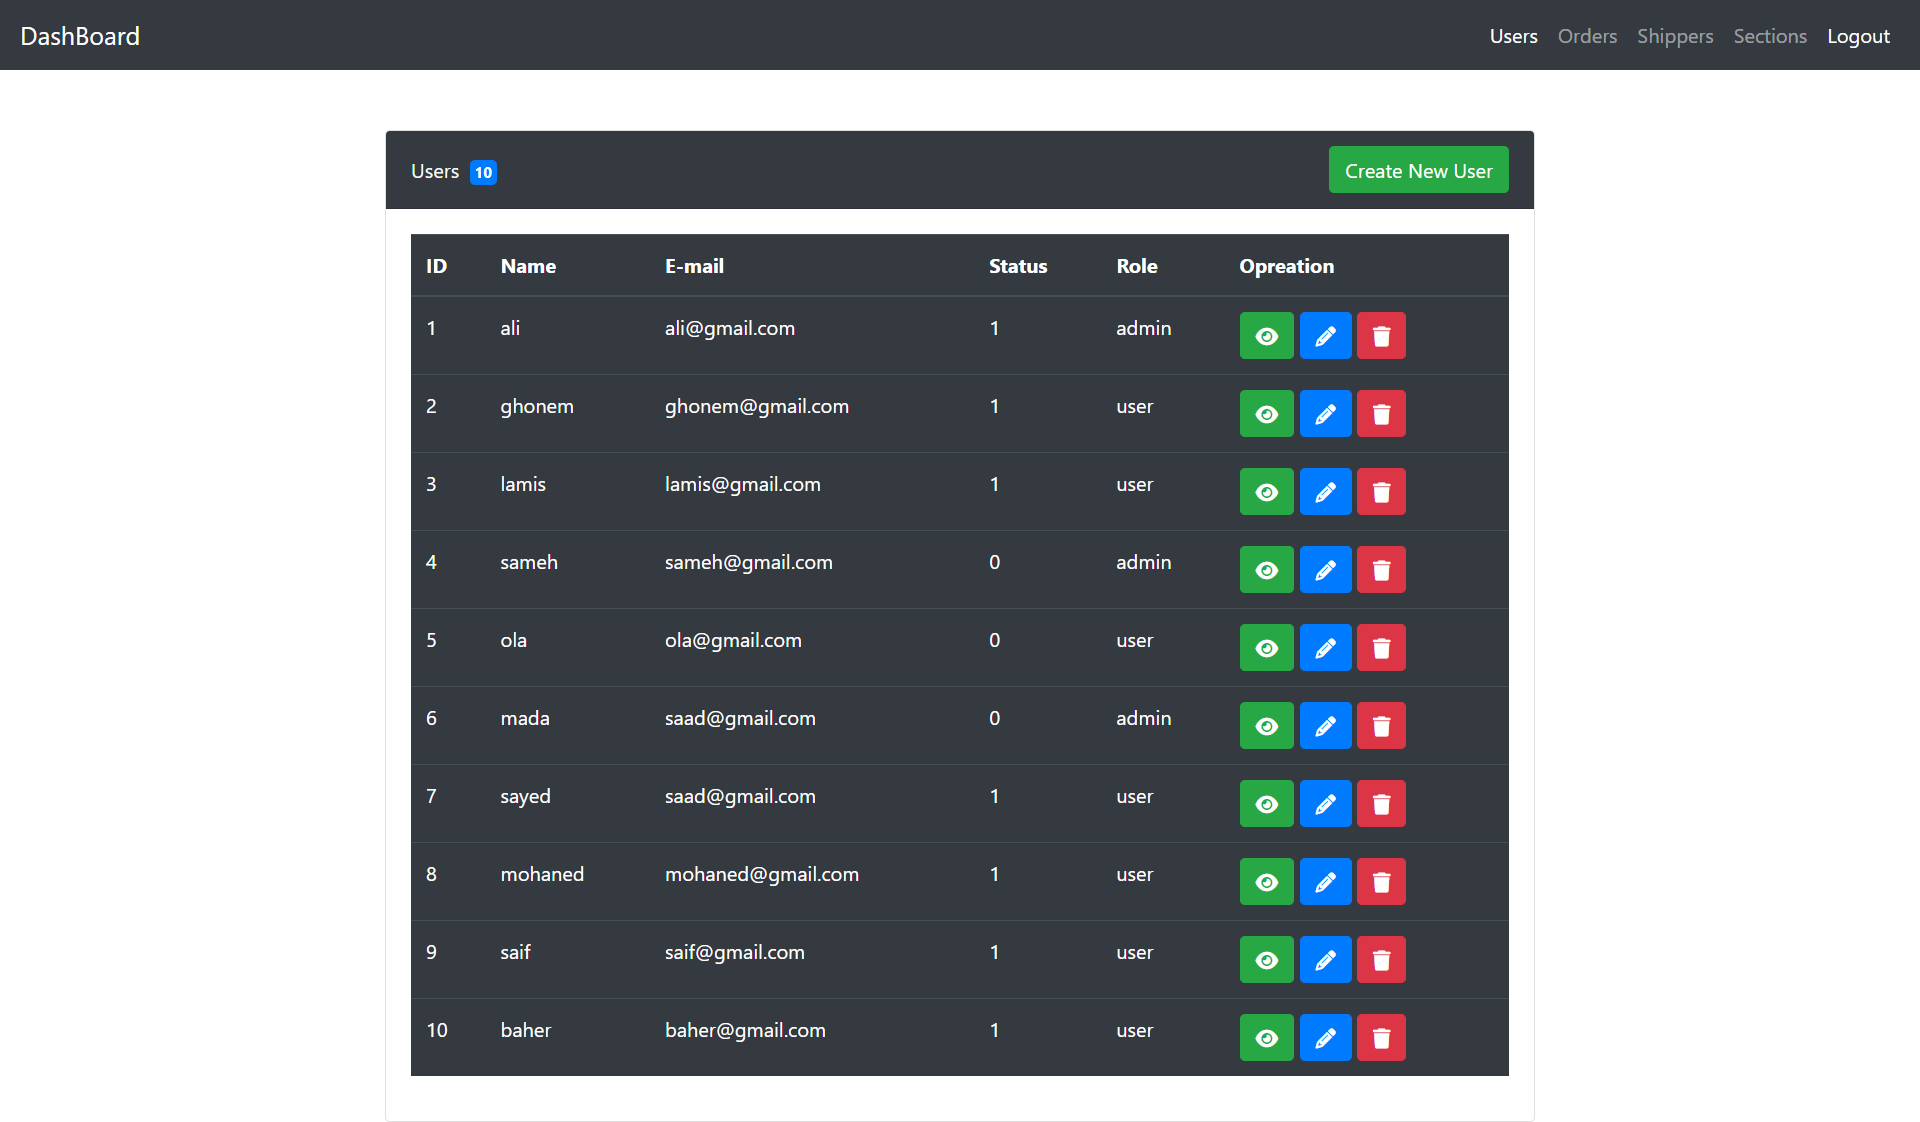 DashBoard Users Orders Shippers Sections Logout
Users 10 Create New User
ID Name E-mail Status Role Opreation
1 ali ali@gmail.com 1 admin
2 ghonem ghonem@gmail.com 1 user
3 lamis lamis@gmail.com 1 user
4 sameh sameh@gmail.com 0 admin
5 ola ola@gmail.com 0 user
6 mada saad@gmail.com 0 admin
7 sayed saad@gmail.com 1 user
8 mohaned mohaned@gmail.com 1 user
9 saif saif@gmail.com 1 user
10 baher baher@gmail.com 1 user